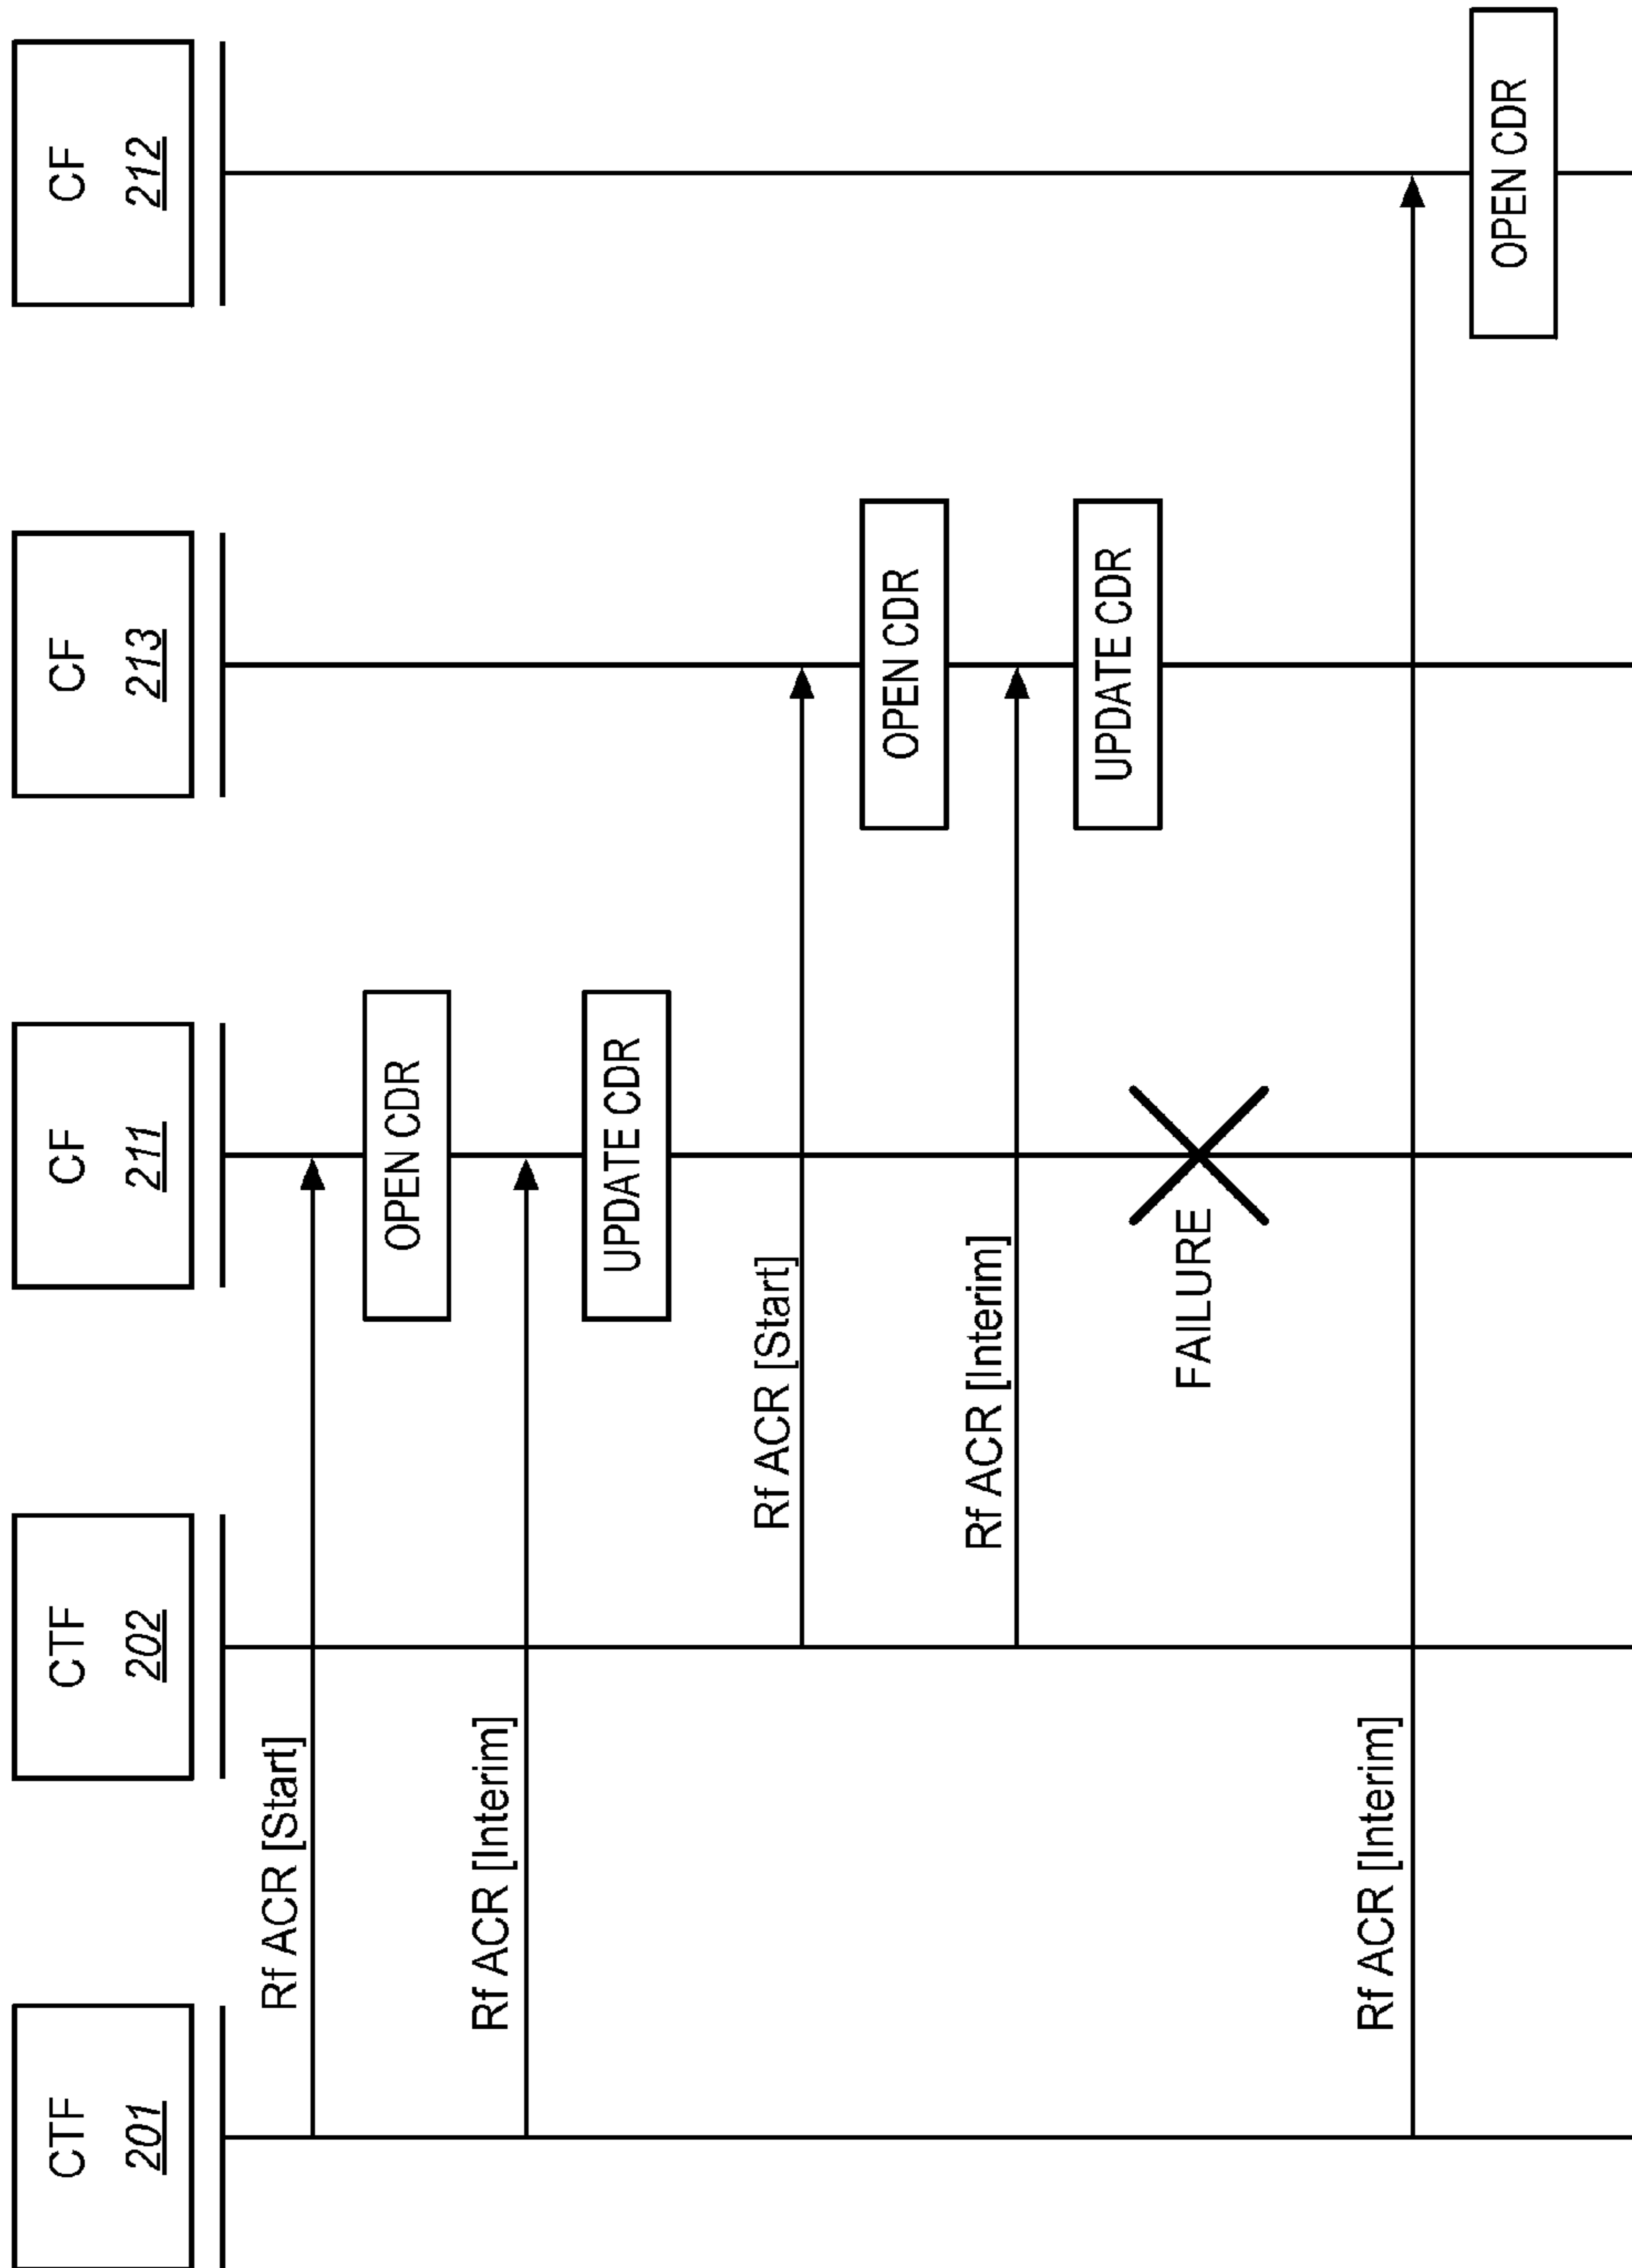 CTF
201
CTF
202
CF
211
CF
213
CF
212
Rf ACR [Start]
OPEN CDR
Rf ACR [Interim]
UPDATE CDR
Rf ACR [Start]
OPEN CDR
Rf ACR [Interim]
UPDATE CDR
FAILURE
Rf ACR [Interim]
OPEN CDR